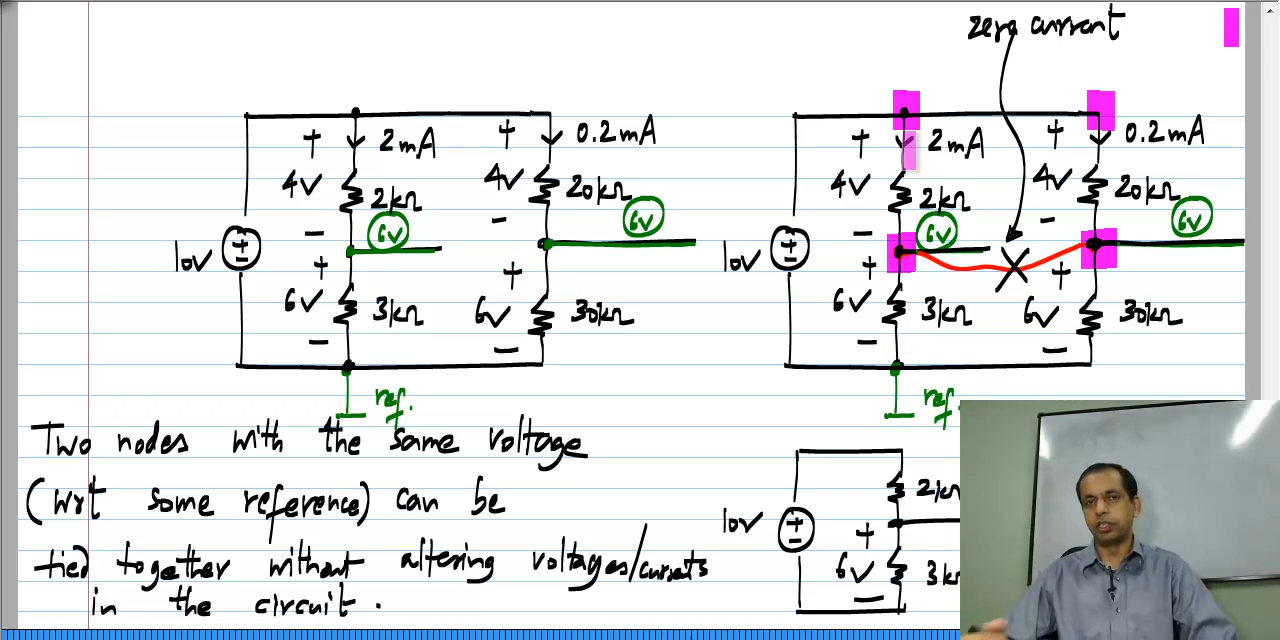 zero current
+ 2mA + 0.2mA
4V 2kΩ 4V 20kΩ
6V 6V
10V
+ 6V 3kΩ + 6V 30kΩ
ref.
+ 2mA + 0.2mA
4V 2kΩ 4V 20kΩ
6V 6V
10V
+ 6V 3kΩ + 6V 30kΩ
ref.
Two nodes with the same voltage
(wrt some reference) can be
tied together without altering voltages/currents
in the circuit.
2kΩ
10V
+ 6V